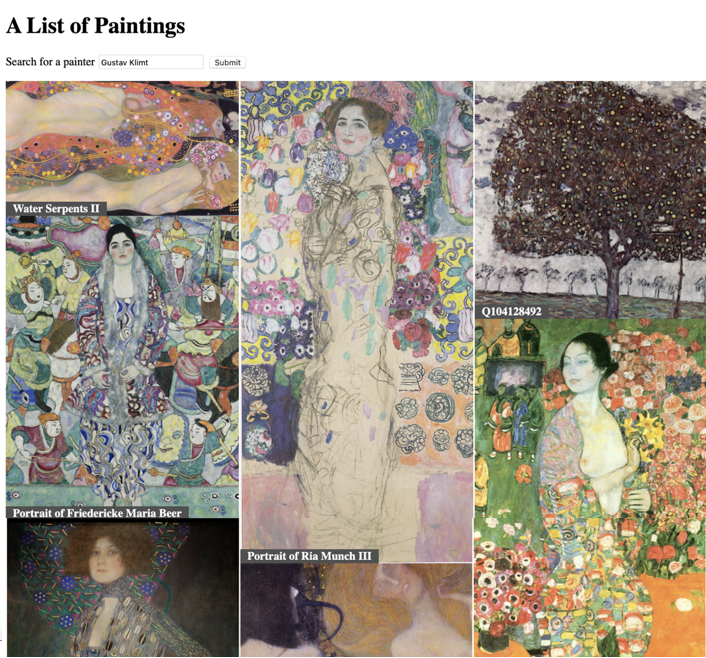 A List of Paintings
Search for a painter Gustav Klimt Submit
Water Serpents II
Q104128492
Portrait of Friedericke Maria Beer
Portrait of Ria Munch III